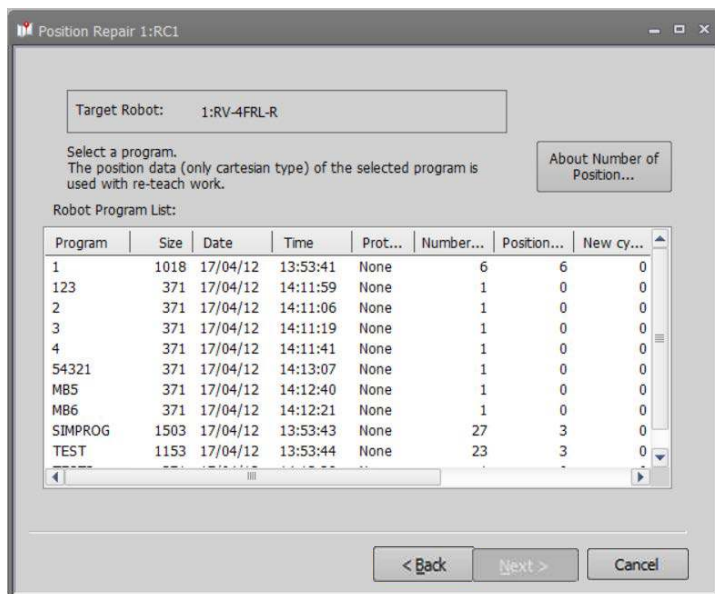 Position Repair 1:RC1
Target Robot: 1:RV-4FRL-R
Select a program.
The position data (only cartesian type) of the selected program is
used with re-teach work.
About Number of
Position...
Robot Program List:
Program Size Date Time Prot... Number... Position... New cy...
1 1018 17/04/12 13:53:41 None 6 6 0
123 371 17/04/12 14:11:59 None 1 0 0
2 371 17/04/12 14:11:06 None 1 0 0
3 371 17/04/12 14:11:19 None 1 0 0
4 371 17/04/12 14:11:41 None 1 0 0
54321 371 17/04/12 14:13:07 None 1 0 0
MB5 371 17/04/12 14:12:40 None 1 0 0
MB6 371 17/04/12 14:12:21 None 1 0 0
SIMPROG 1503 17/04/12 13:53:43 None 27 3 0
TEST 1153 17/04/12 13:53:44 None 23 3 0
< Back Next > Cancel